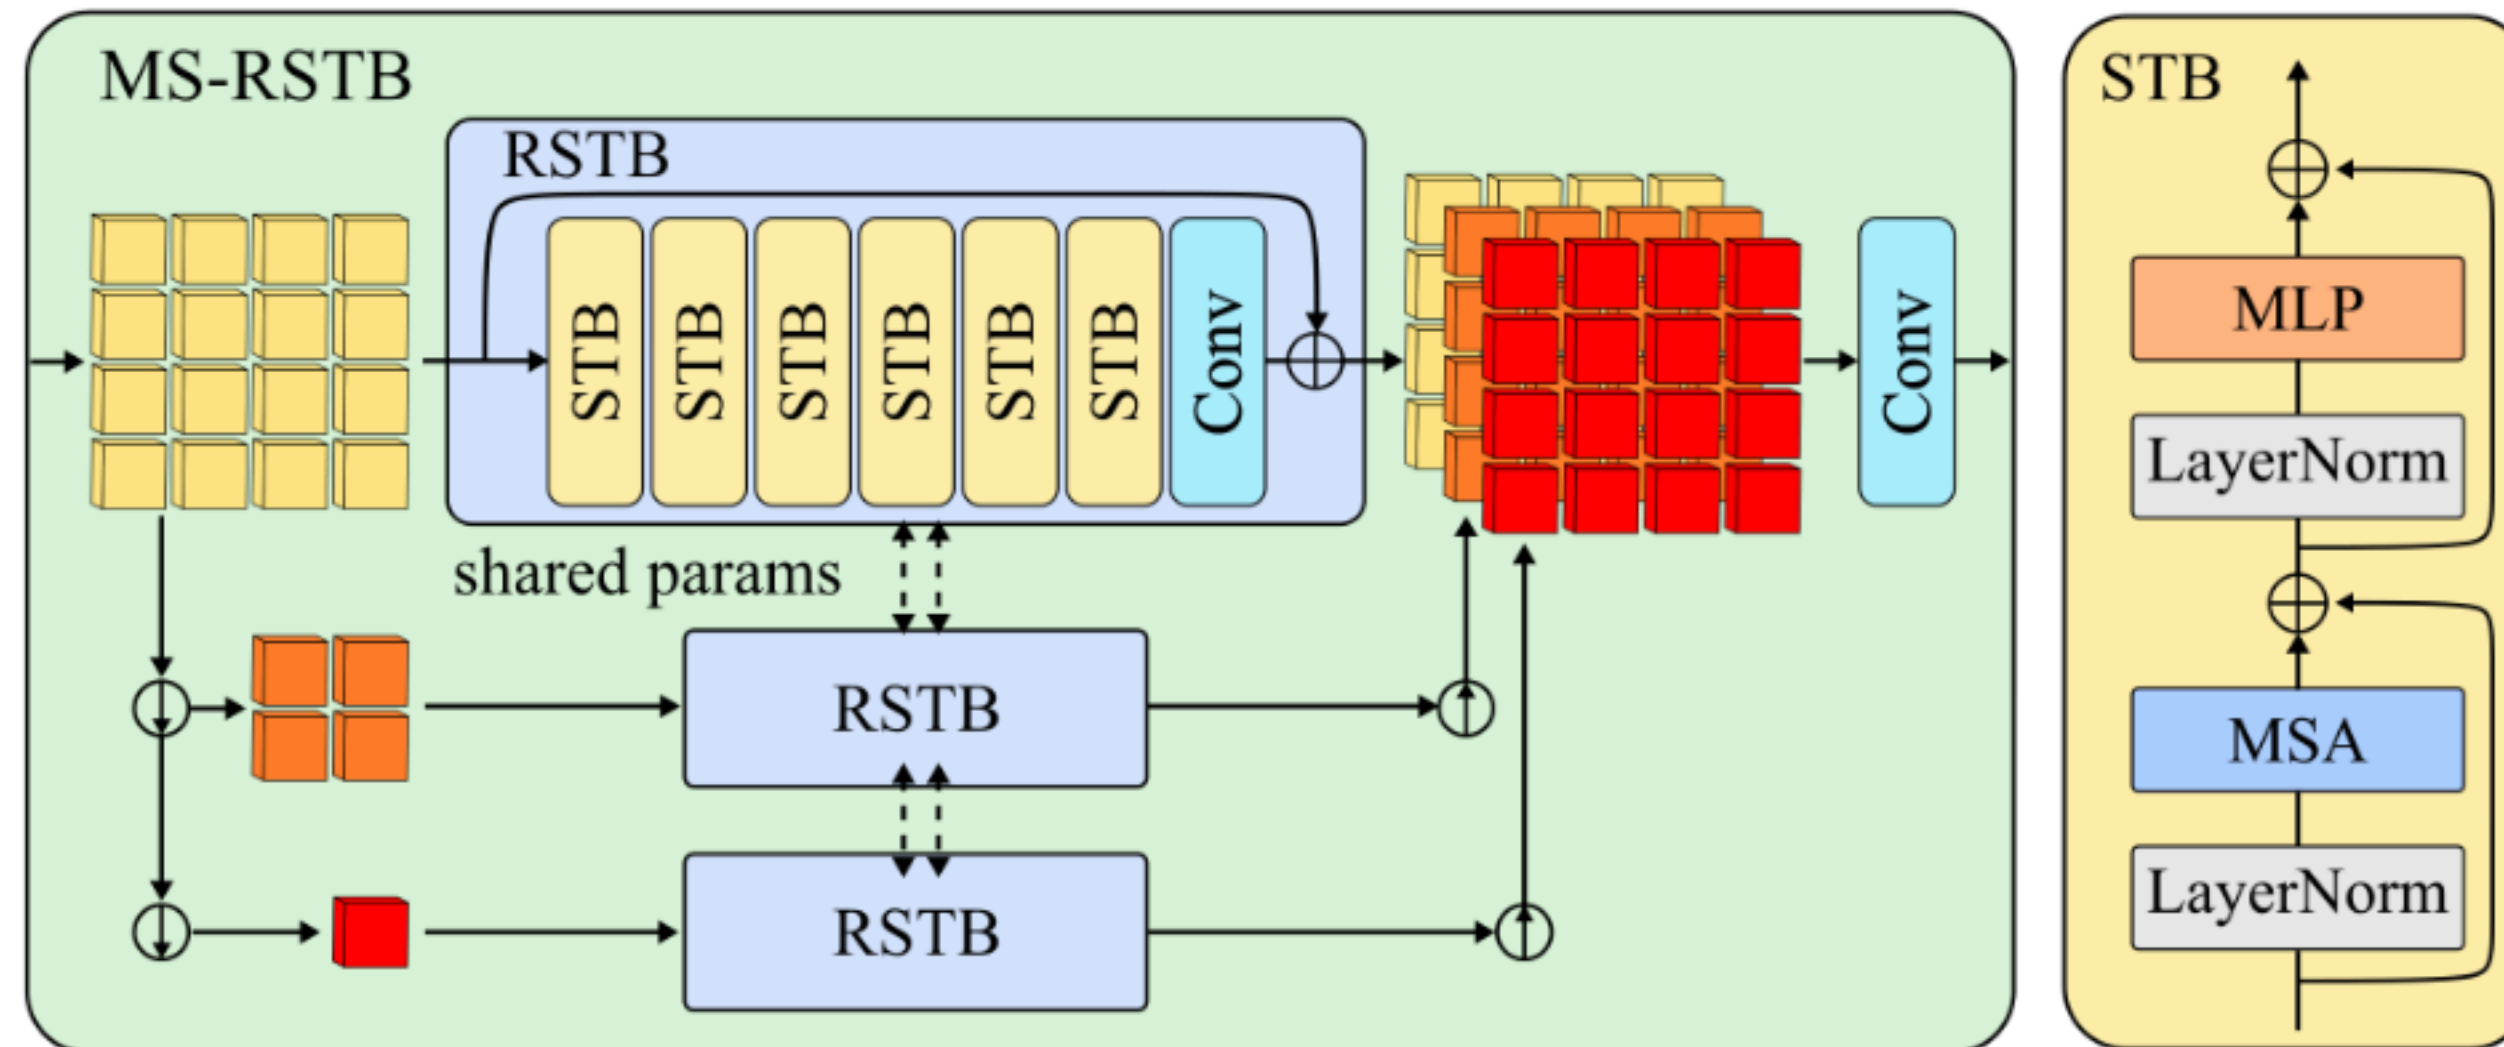 MS-RSTB
RSTB
STB
STB
STB
STB
STB
STB
Conv
Conv
shared params
RSTB
RSTB
STB
MLP
LayerNorm
MSA
LayerNorm